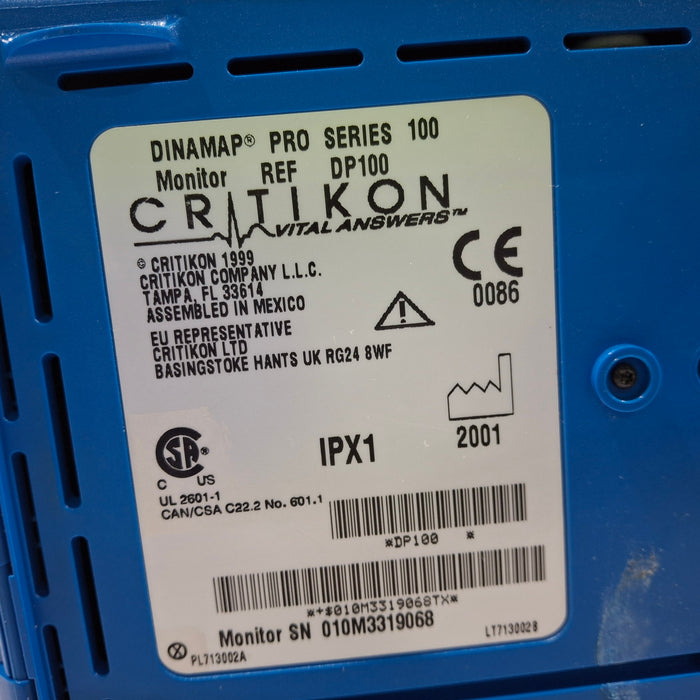 DINAMAP® PRO SERIES 100
Monitor REF DP100
CRITIKON
VITAL ANSWERS™
© CRITIKON 1999
CRITIKON COMPANY L.L.C.
TAMPA, FL 33614
ASSEMBLED IN MEXICO
EU REPRESENTATIVE
CRITIKON LTD
BASINGSTOKE HANTS UK RG24 8WF
CE
0086
2001
IPX1
CSA®
C US
UL 2601-1
CAN/CSA C22.2 No. 601.1
*DP100 *
*+$010M3319068TX*
Monitor SN 010M3319068
PL713002A
LT713002B